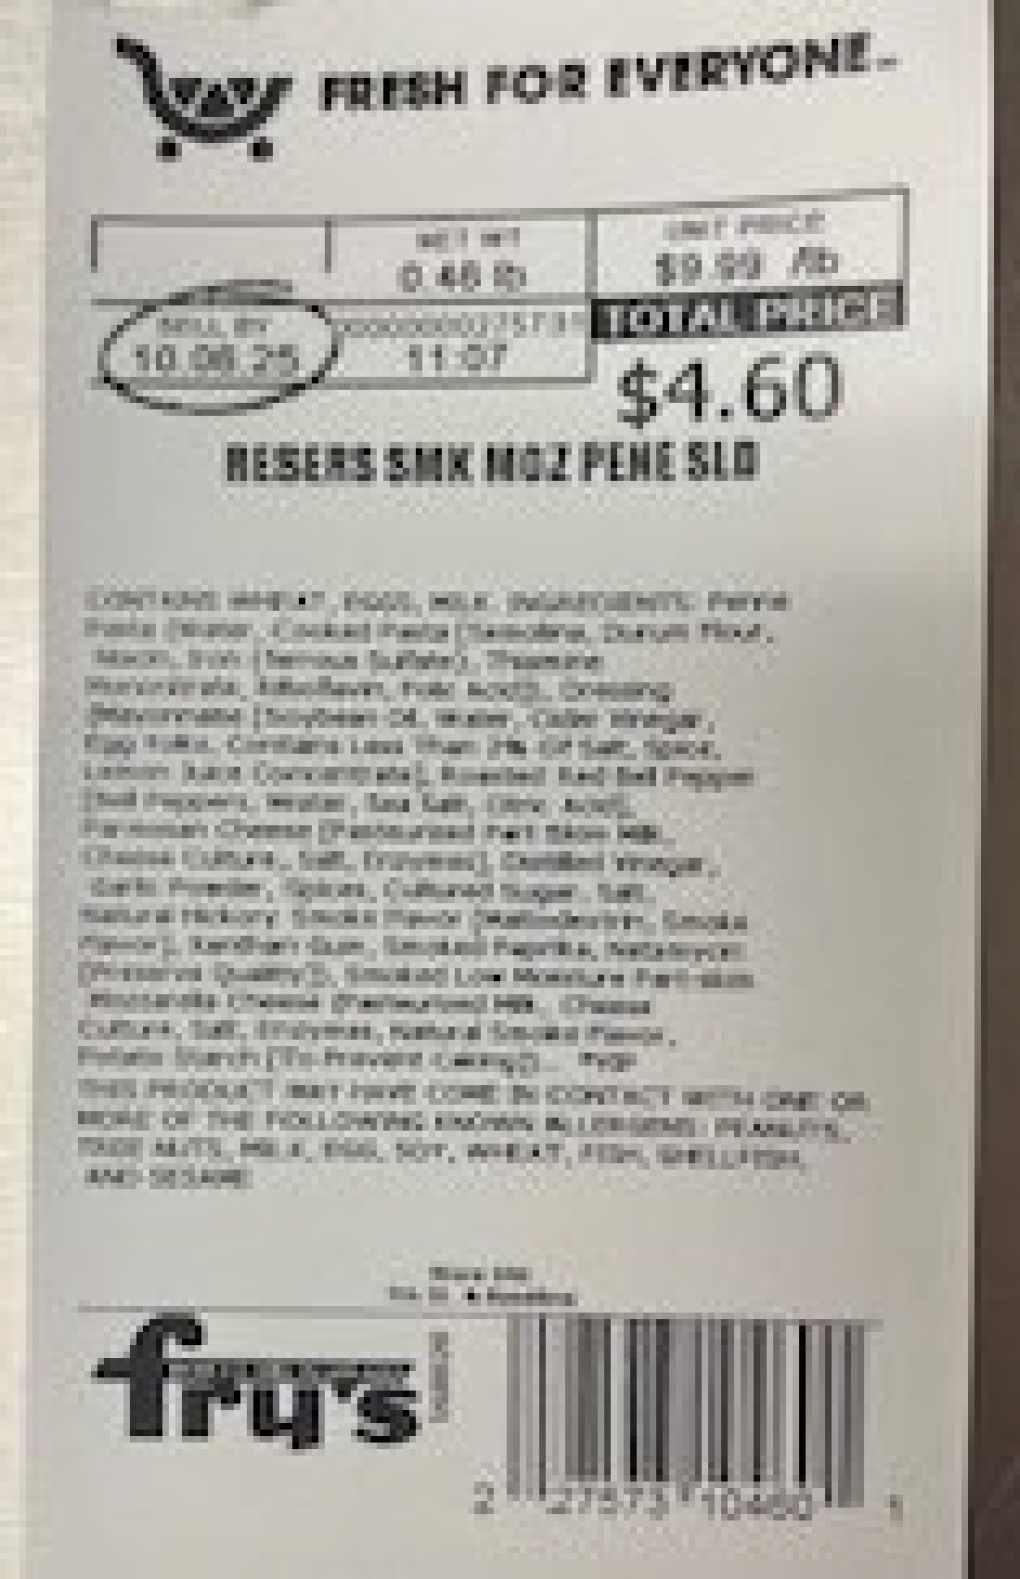 FRESH FOR EVERYONE™
NET WT
UNIT PRICE
0.46 lb
$9.99 /lb
SELL BY
TOTAL PRICE
10.08.25
11:07
$4.60
RESERS SMK MOZ PENE SLD
CONTAINS WHEAT, EGGS, MILK. INGREDIENTS: Penne
Pasta [Water, Cooked Pasta [Semolina, Durum Flour,
Niacin, Iron (Ferrous Sulfate), Thiamine
Mononitrate, Riboflavin, Folic Acid]), Dressing
[Mayonnaise [Soybean Oil, Water, Cider Vinegar,
Egg Yolks, Contains Less Than 2% Of Salt, Spice,
Lemon Juice Concentrate], Roasted Red Bell Pepper
[Bell Peppers, Water, Sea Salt, Citric Acid],
Parmesan Cheese [Pasteurized Part-Skim Milk,
Cheese Culture, Salt, Enzymes], Distilled Vinegar,
Garlic Powder, Spices, Cultured Sugar, Salt,
Natural Hickory Smoke Flavor [Maltodextrin, Smoke
Flavor], Xanthan Gum, Smoked Paprika, Natamycin
[Preserve Quality]), Smoked Low Moisture Part-skim
Mozzarella Cheese (Pasteurized Milk, Cheese
Culture, Salt, Enzymes, Natural Smoke Flavor,
Potato Starch [To Prevent Caking]).
THIS PRODUCT MAY HAVE COME IN CONTACT WITH ONE OR
MORE OF THE FOLLOWING KNOWN ALLERGENS: PEANUTS,
TREE NUTS, MILK, EGG, SOY, WHEAT, FISH, SHELLFISH,
AND SESAME
fry's
2 27573 10460 1